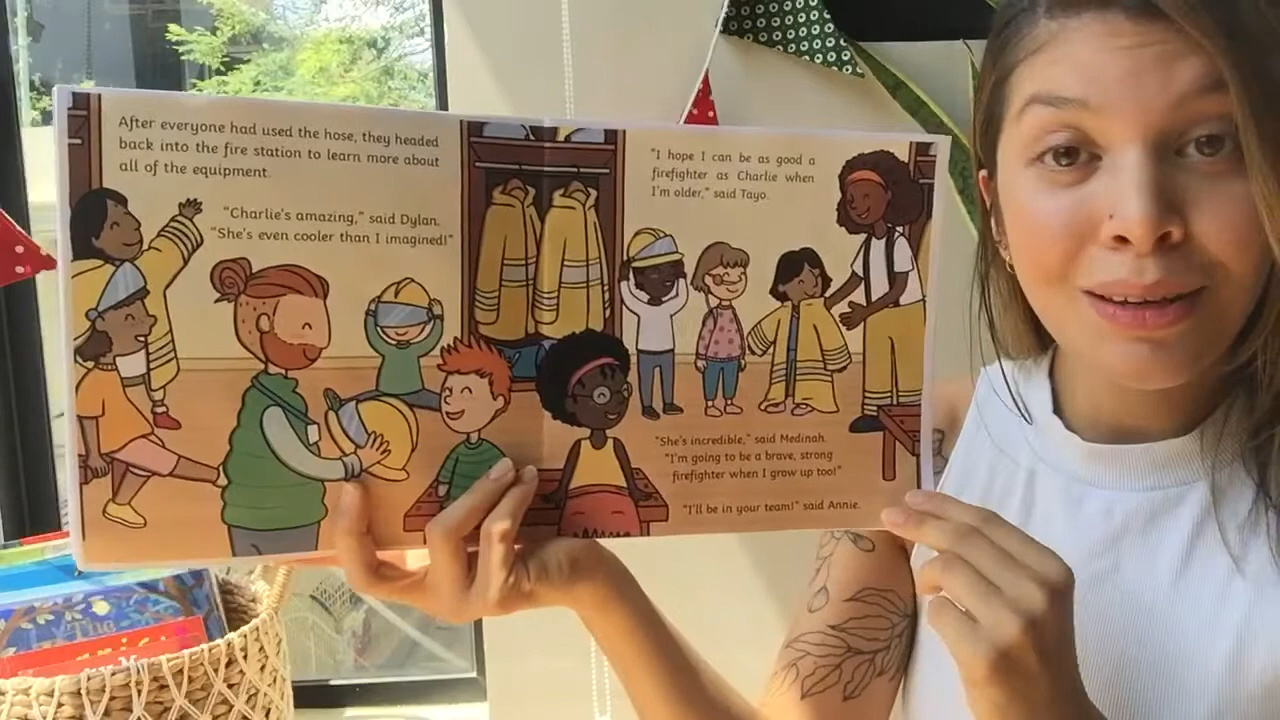 After everyone had used the hose, they headed
back into the fire station to learn more about
all of the equipment.
"Charlie's amazing," said Dylan.
"She's even cooler than I imagined!"
"I hope I can be as good a
firefighter as Charlie when
I'm older," said Tayo.
"She's incredible," said Medinah.
"I'm going to be a brave, strong
firefighter when I grow up too!"
"I'll be in your team!" said Annie.
The